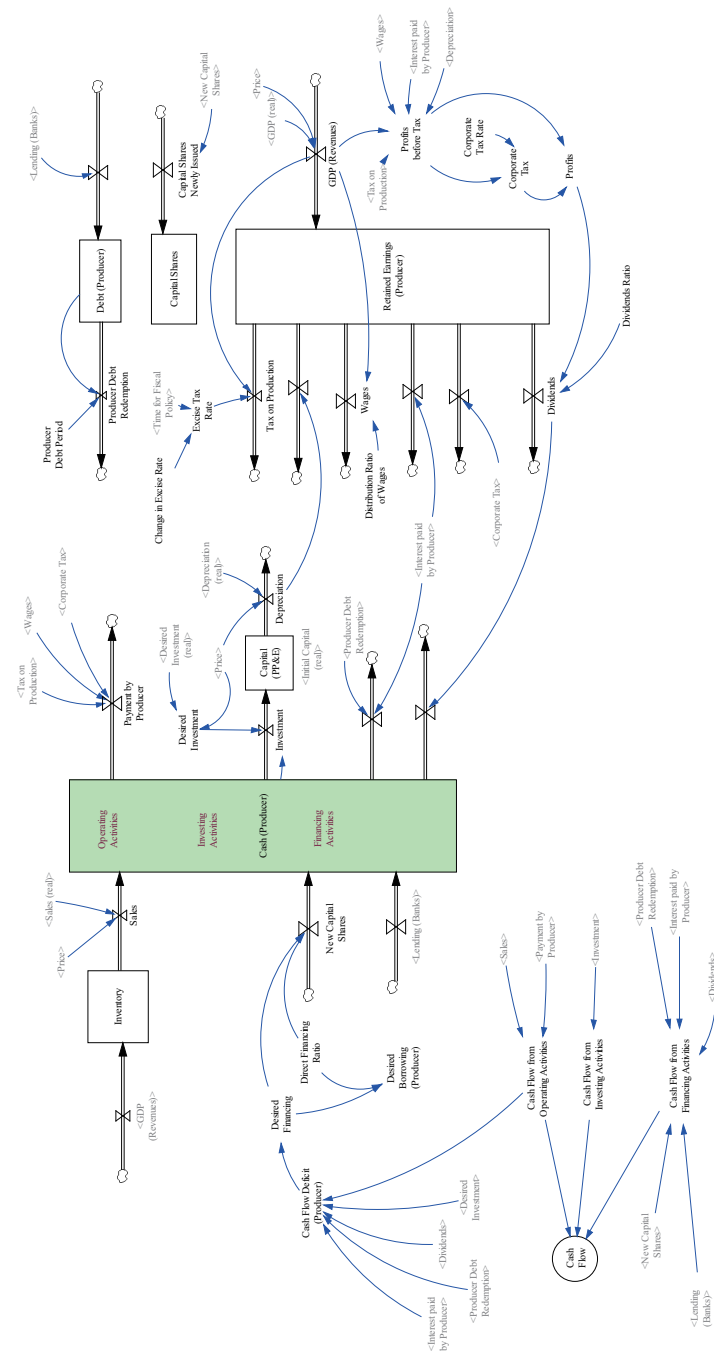 <GDP
(Revenues)>
Inventory
<Price>
<Sales (real)>
Sales
Operating
Activities
<Tax on
Production>
<Wages>
<Corporate Tax>
Payment by
Producer
Producer
Debt Period
Producer Debt
Redemption
Debt (Producer)
<Lending (Banks)>
Capital Shares
Capital Shares
Newly Issued
<New Capital
Shares>
Investing
Activities
Cash (Producer)
Financing
Activities
Desired
Investment
<Desired
Investment (real)>
<Price>
<Depreciation
(real)>
Investment
Capital
(PP&E)
<Initial Capital
(real)>
Depreciation
Change in Excise Rate
<Time for Fiscal
Policy>
Excise Tax
Rate
Tax on Production
<Price>
<GDP (real)>
GDP (Revenues)
Cash Flow Deficit
(Producer)
Desired
Financing
Direct Financing
Ratio
New Capital
Shares
Desired
Borrowing
(Producer)
<Lending (Banks)>
<Producer Debt
Redemption>
<Interest paid
by Producer>
Distribution Ratio
of Wages
Wages
Retained Earnings
(Producer)
<Tax on
Production>
<Wages>
<Interest paid
by Producer>
<Depreciation>
Profits
before Tax
Corporate
Tax Rate
Corporate
Tax
Profits
<Corporate Tax>
Dividends
Dividends Ratio
<Interest paid
by Producer>
<Producer Debt
Redemption>
<Dividends>
<Desired
Investment>
<Sales>
<Payment by
Producer>
Cash Flow from
Operating Activities
Cash
Flow
Cash Flow from
Investing Activities
<Investment>
<New Capital
Shares>
<Lending
(Banks)>
Cash Flow from
Financing Activities
<Producer Debt
Redemption>
<Interest paid by
Producer>
<Dividends>